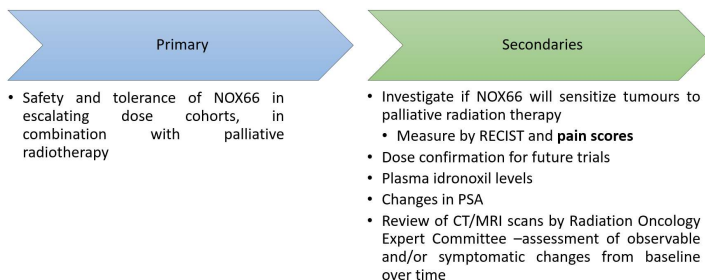 Primary
• Safety and tolerance of NOX66 in
escalating dose cohorts, in
combination with palliative
radiotherapy
Secondaries
• Investigate if NOX66 will sensitize tumours to
palliative radiation therapy
• Measure by RECIST and pain scores
• Dose confirmation for future trials
• Plasma idronoxil levels
• Changes in PSA
• Review of CT/MRI scans by Radiation Oncology
Expert Committee –assessment of observable
and/or symptomatic changes from baseline
over time